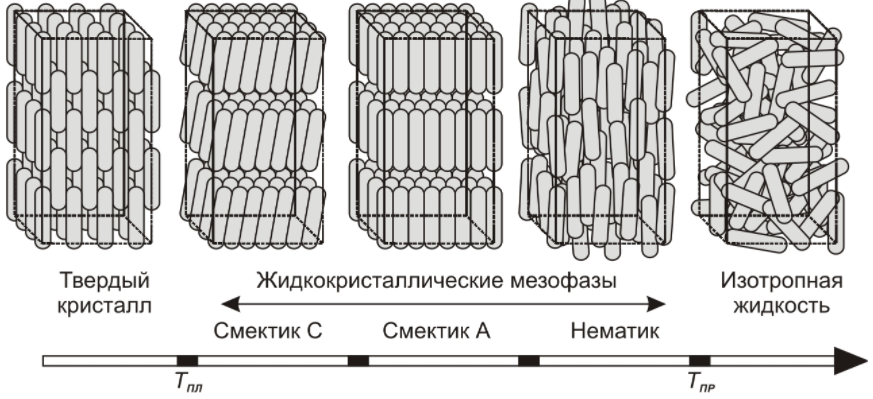 Твердый
кристалл
Жидкокристаллические мезофазы
Изотропная
жидкость
Смектик С
Смектик А
Нематик
Tпл
Tпр